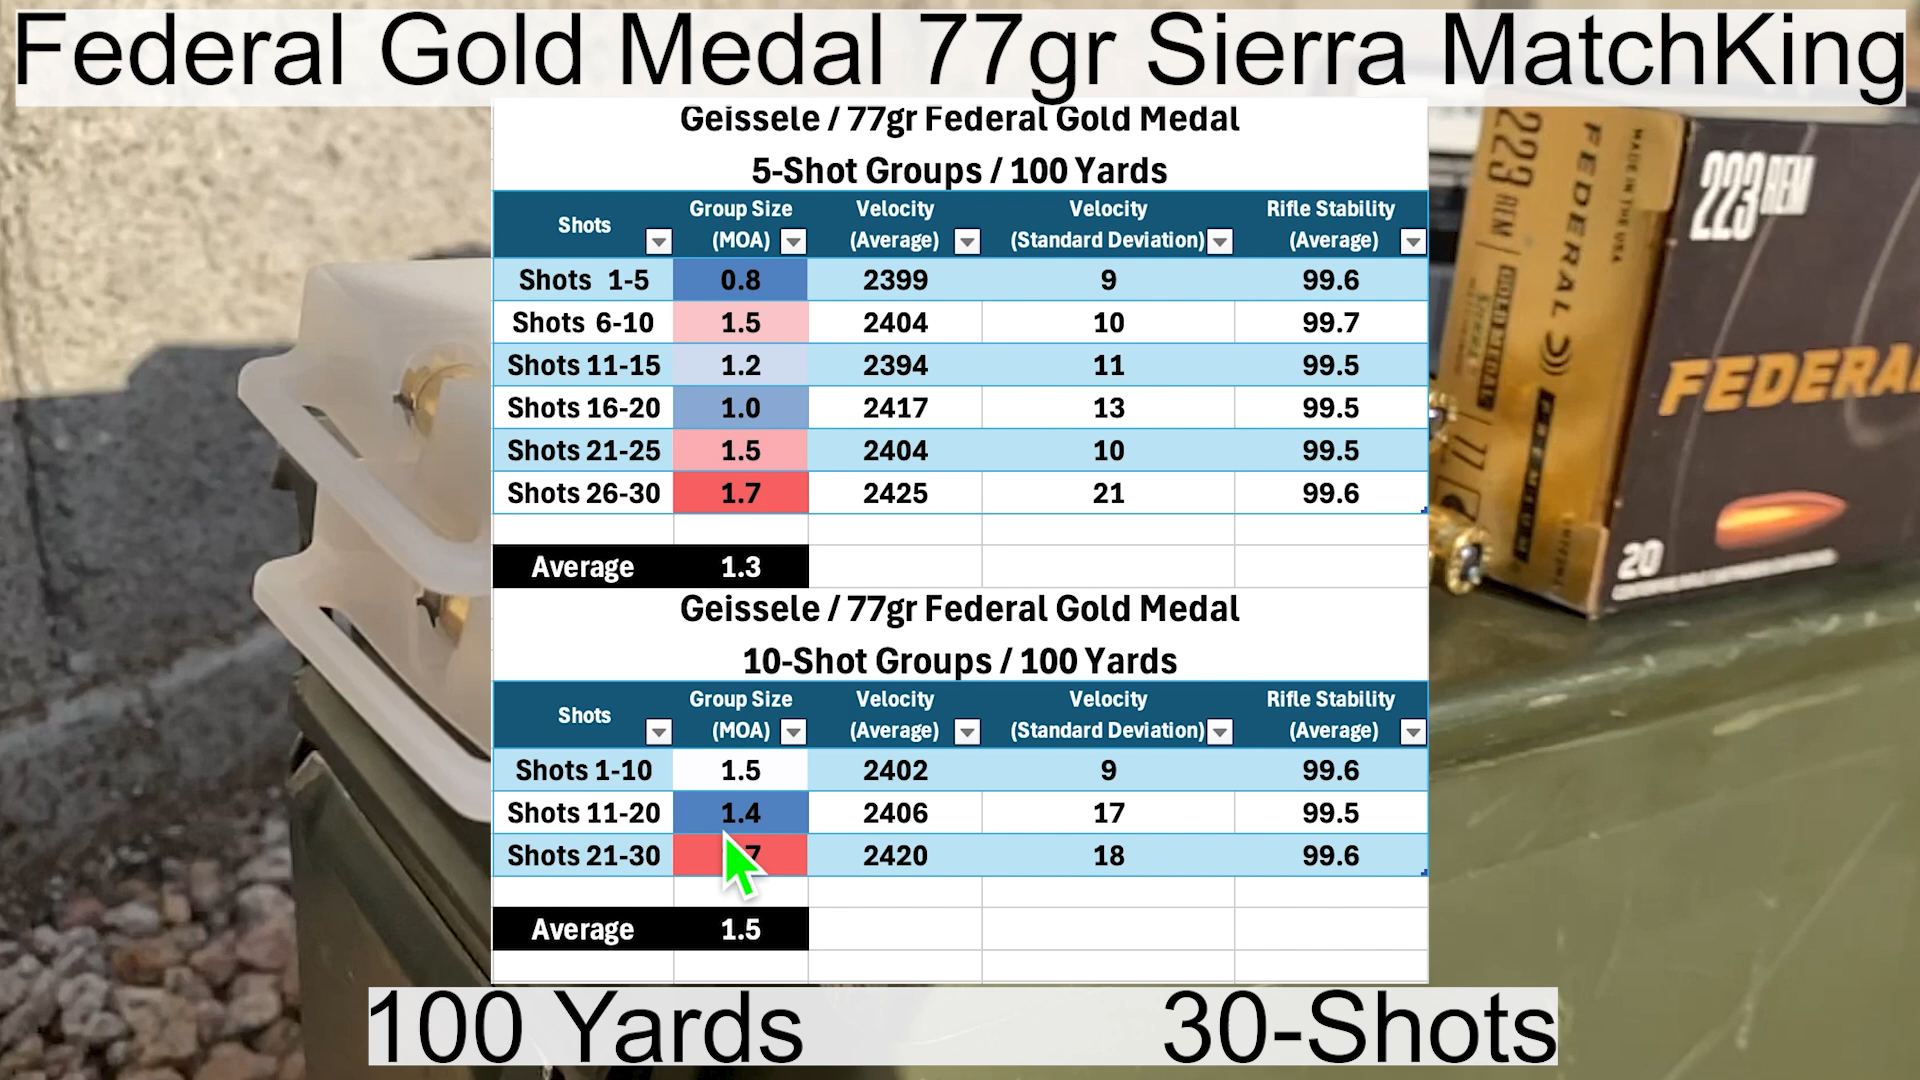 Federal Gold Medal 77gr Sierra MatchKing
Geissele / 77gr Federal Gold Medal
5-Shot Groups / 100 Yards
Shots Group Size (MOA) Velocity (Average) Velocity (Standard Deviation) Rifle Stability (Average)
Shots 1-5 0.8 2399 9 99.6
Shots 6-10 1.5 2404 10 99.7
Shots 11-15 1.2 2394 11 99.5
Shots 16-20 1.0 2417 13 99.5
Shots 21-25 1.5 2404 10 99.5
Shots 26-30 1.7 2425 21 99.6
Average 1.3
Geissele / 77gr Federal Gold Medal
10-Shot Groups / 100 Yards
Shots Group Size (MOA) Velocity (Average) Velocity (Standard Deviation) Rifle Stability (Average)
Shots 1-10 1.5 2402 9 99.6
Shots 11-20 1.4 2406 17 99.5
Shots 21-30 2420 18 99.6
Average 1.5
100 Yards 30-Shots
223 REM
FEDERAL
GOLD MEDAL
77
MADE IN THE USA
223 REM
FEDERAL
20